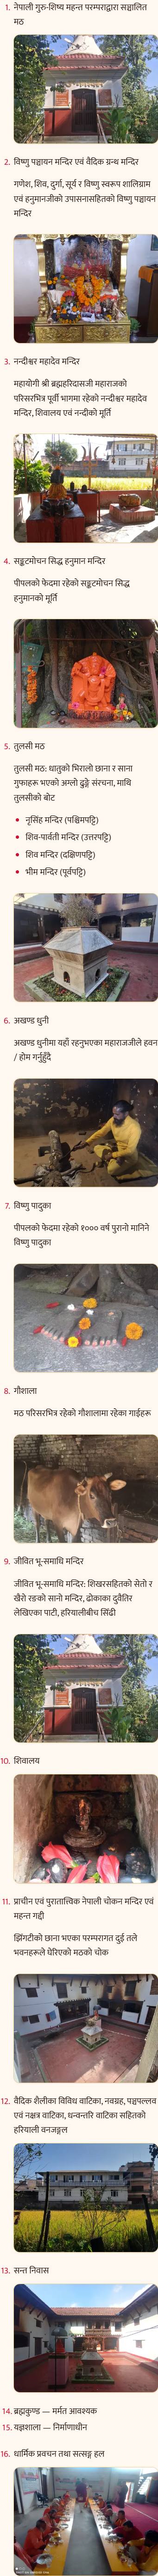 1. नेपाली गुरु-शिष्य महन्त परम्पराद्वारा सञ्चालित
मठ
2. विष्णु पञ्चायन मन्दिर एवं वैदिक ग्रन्थ मन्दिर
गणेश, शिव, दुर्गा, सूर्य र विष्णु स्वरूप शालिग्राम
एवं हनुमानजीको उपासनासहितको विष्णु पञ्चायन
मन्दिर
3. नन्दीश्वर महादेव मन्दिर
महायोगी श्री ब्रह्महरिदासजी महाराजको
परिसरभित्र पूर्वी भागमा रहेको नन्दीश्वर महादेव
मन्दिर, शिवालय एवं नन्दीको मूर्ति
4. सङ्कटमोचन सिद्ध हनुमान मन्दिर
पीपलको फेदमा रहेको सङ्कटमोचन सिद्ध
हनुमानको मूर्ति
5. तुलसी मठ
तुलसी मठ: धातुको भिरालो छाना र साना
गुफाहरू भएको अग्लो ढुङ्गे संरचना, माथि
तुलसीको बोट
• नृसिंह मन्दिर (पश्चिमपट्टि)
• शिव-पार्वती मन्दिर (उत्तरपट्टि)
• शिव मन्दिर (दक्षिणपट्टि)
• भीम मन्दिर (पूर्वपट्टि)
6. अखण्ड धुनी
अखण्ड धुनीमा यहाँ रहनुभएका महाराजजीले हवन
/ होम गर्नुहुँदै
7. विष्णु पादुका
पीपलको फेदमा रहेको १००० वर्ष पुरानो मानिने
विष्णु पादुका
8. गौशाला
मठ परिसरभित्र रहेको गौशालामा रहेका गाईहरू
9. जीवित भू-समाधि मन्दिर
जीवित भू-समाधि मन्दिर: शिखरसहितको सेतो र
खैरो रङको सानो मन्दिर, ढोकाका दुवैतिर
लेखिएका पाटी, हरियालीबीच सिँढी
10. शिवालय
11. प्राचीन एवं पुरातात्त्विक नेपाली चोकन मन्दिर एवं
महन्त गद्दी
झिँगटीको छाना भएका परम्परागत दुई तले
भवनहरूले घेरिएको मठको चोक
12. वैदिक शैलीका विविध वाटिका, नवग्रह, पञ्चपल्लव
एवं नक्षत्र वाटिका, धन्वन्तरि वाटिका सहितको
हरियाली वनजङ्गल
13. सन्त निवास
14. ब्रह्मकुण्ड — मर्मत आवश्यक
15. यज्ञशाला — निर्माणाधीन
16. धार्मिक प्रवचन तथा सत्सङ्ग हल